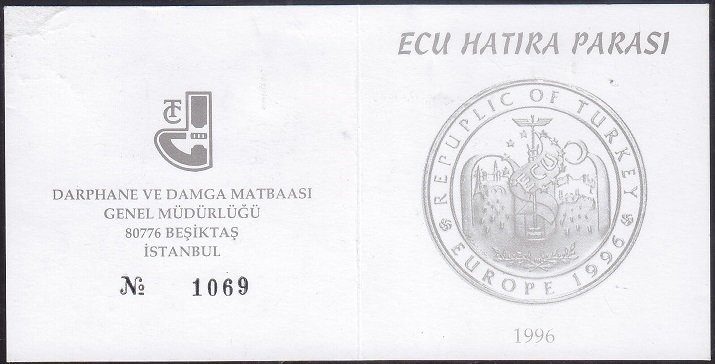 TC
DARPHANE VE DAMGA MATBAASI
GENEL MÜDÜRLÜĞÜ
80776 BEŞİKTAŞ
İSTANBUL
№ 1069
ECU HATIRA PARASI
REPUBLIC OF TURKEY
ECU
EUROPE 1996
1996